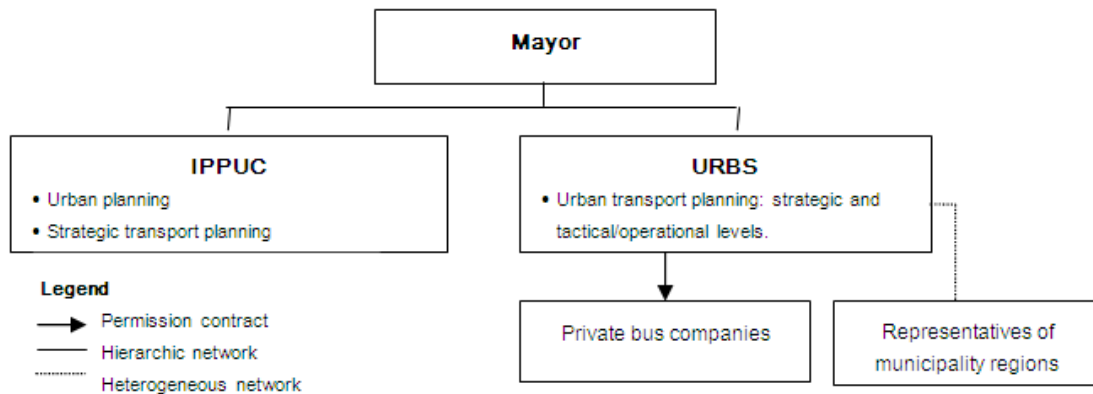 Mayor
IPPUC
• Urban planning
• Strategic transport planning
URBS
• Urban transport planning: strategic and
tactical/operational levels.
Legend
Permission contract
Hierarchic network
Heterogeneous network
Private bus companies
Representatives of
municipality regions